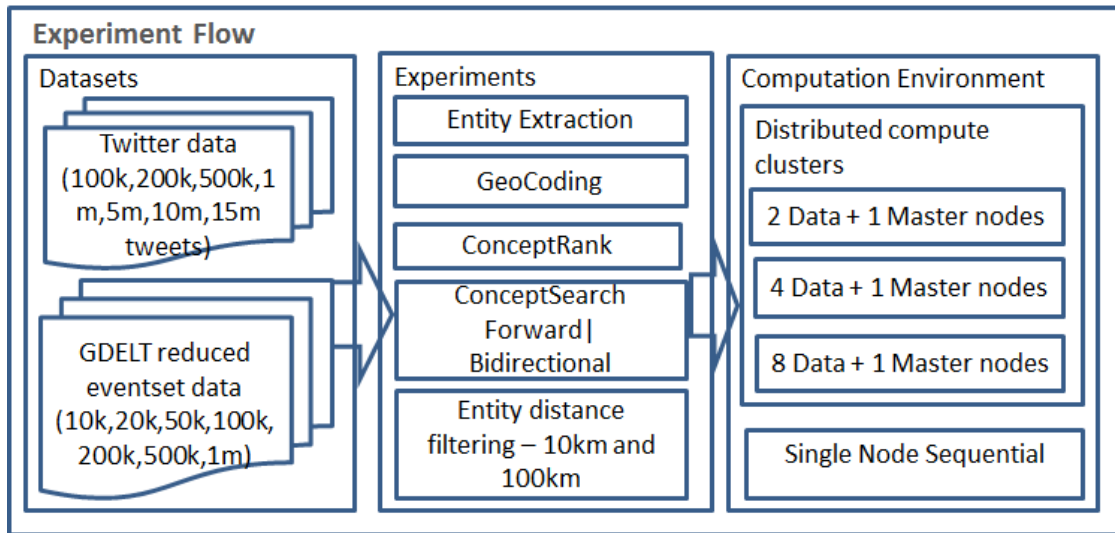 Experiment Flow
Datasets
Twitter data
(100k,200k,500k,1
m,5m,10m,15m
tweets)
GDELT reduced
eventset data
(10k,20k,50k,100k,
200k,500k,1m)
Experiments
Entity Extraction
GeoCoding
ConceptRank
ConceptSearch
Forward|
Bidirectional
Entity distance
filtering – 10km and
100km
Computation Environment
Distributed compute
clusters
2 Data + 1 Master nodes
4 Data + 1 Master nodes
8 Data + 1 Master nodes
Single Node Sequential